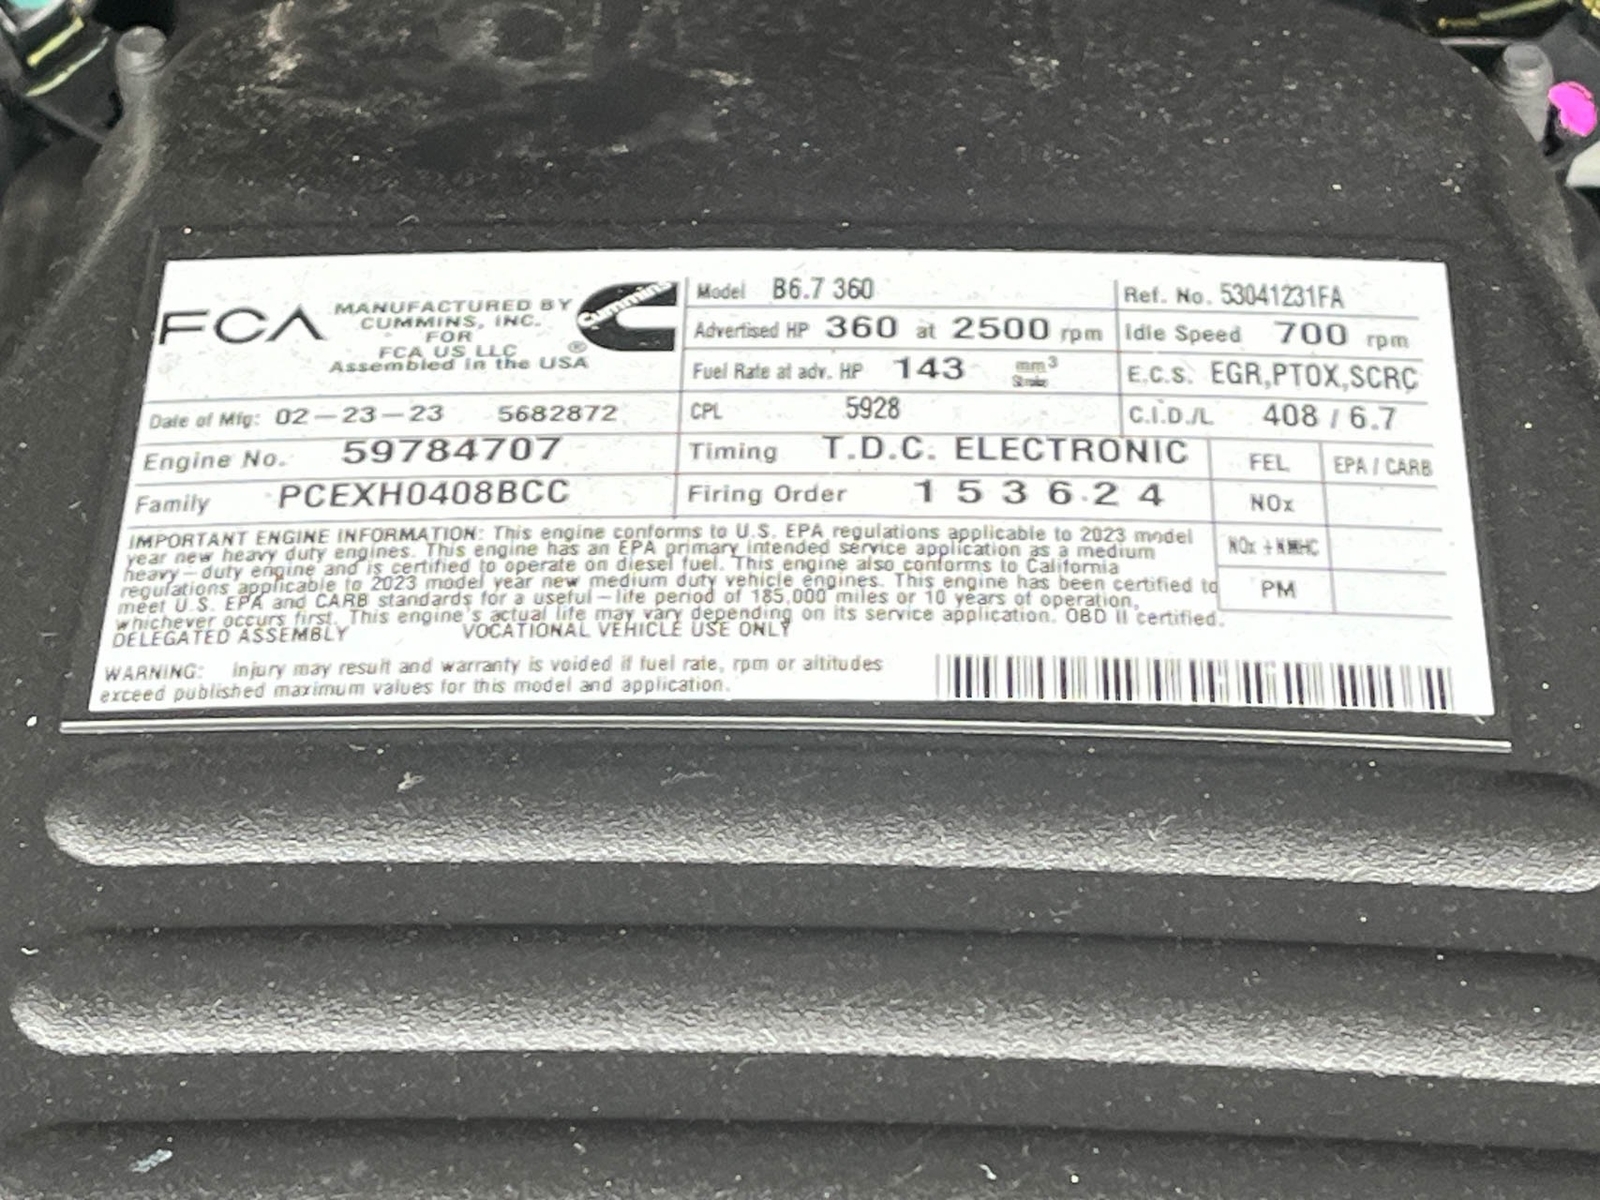 FCA
MANUFACTURED BY
CUMMINS, INC.
FOR
FCA US LLC
Assembled in the USA
Cummins
®
Model B6.7 360
Ref. No. 53041231FA
Advertised HP 360 at 2500 rpm
Idle Speed 700 rpm
Fuel Rate at adv. HP 143 mm³ Stroke
E.C.S. EGR,PTOX,SCRC
Date of Mfg: 02-23-23 5682872
CPL 5928
C.I.D./L 408 / 6.7
Engine No. 59784707
Timing T.D.C. ELECTRONIC
FEL EPA / CARB
Family PCEXH0408BCC
Firing Order 1 5 3 6 2 4
NOx
NOx + NMHC
PM
IMPORTANT ENGINE INFORMATION: This engine conforms to U.S. EPA regulations applicable to 2023 model
year new heavy duty engines. This engine has an EPA primary intended service application as a medium
heavy-duty engine and is certified to operate on diesel fuel. This engine also conforms to California
regulations applicable to 2023 model year new medium duty vehicle engines. This engine has been certified to
meet U.S. EPA and CARB standards for a useful-life period of 185,000 miles or 10 years of operation,
whichever occurs first. This engine's actual life may vary depending on its service application. OBD II certified.
DELEGATED ASSEMBLY VOCATIONAL VEHICLE USE ONLY
WARNING: Injury may result and warranty is voided if fuel rate, rpm or altitudes
exceed published maximum values for this model and application.